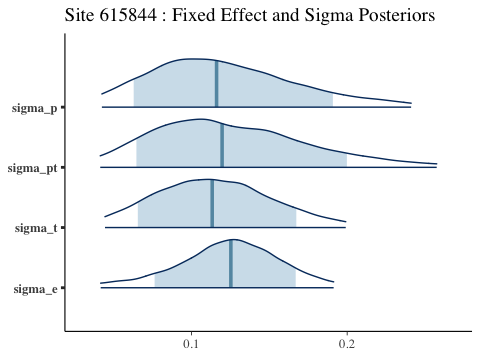 Site 615844 : Fixed Effect and Sigma Posteriors
sigma_p
sigma_pt
sigma_t
sigma_e
0.1
0.2